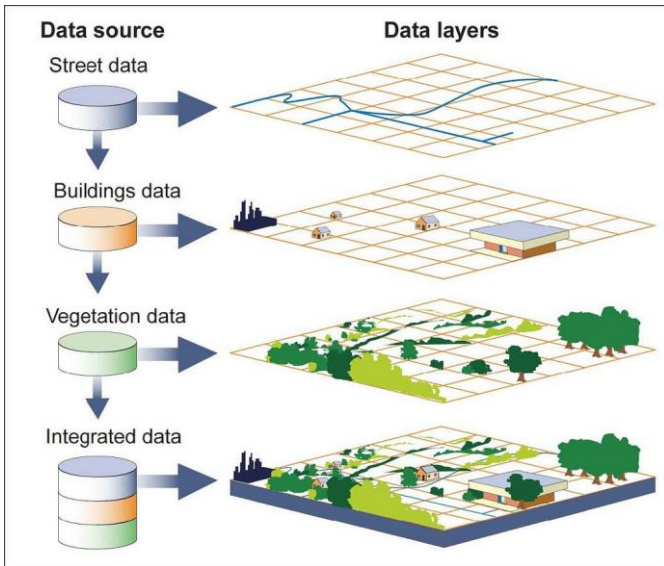 Data source
Data layers
Street data
Buildings data
Vegetation data
Integrated data